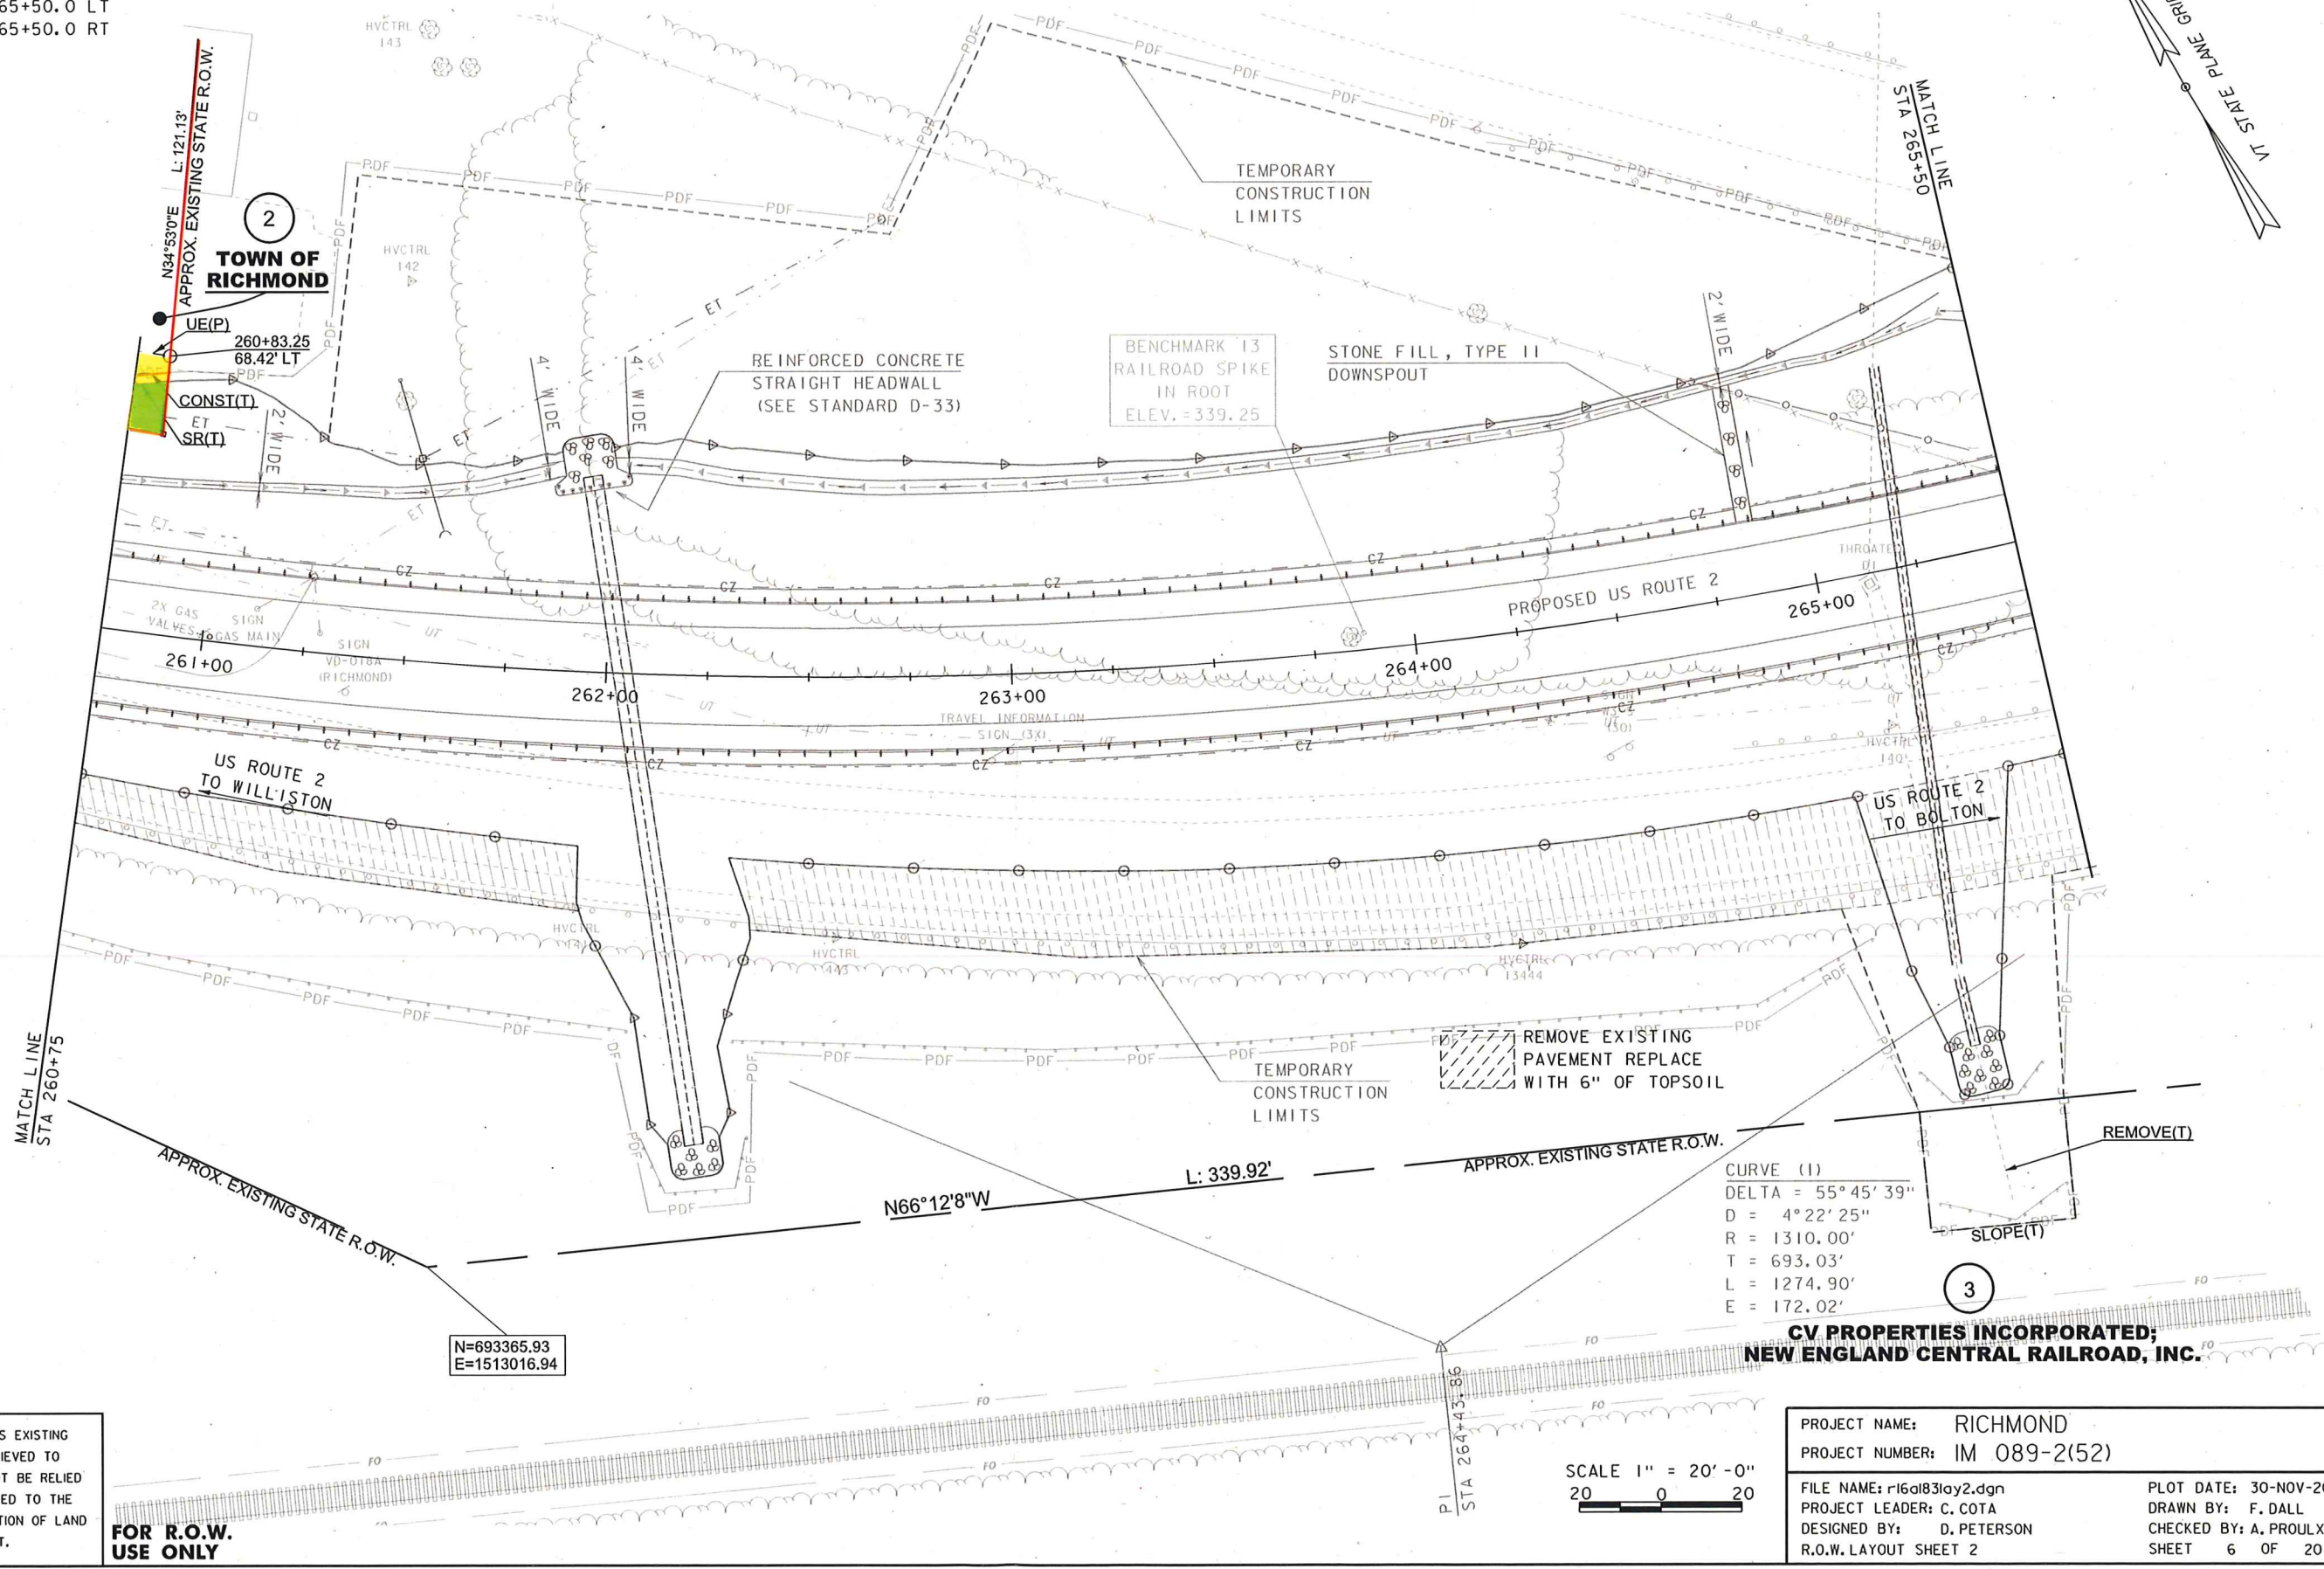 65+50.0 LT
65+50.0 RT
HVCTRL
143
N34°53'0"E L: 121.13'
APPROX. EXISTING STATE R.O.W.
2
TOWN OF
RICHMOND
UE(P)
260+83.25
68.42' LT
CONST(T)
SR(T)
2' WIDE
HVCTRL
142
PDF
ET
4' WIDE
4' WIDE
REINFORCED CONCRETE
STRAIGHT HEADWALL
(SEE STANDARD D-33)
TEMPORARY
CONSTRUCTION
LIMITS
BENCHMARK 13
RAILROAD SPIKE
IN ROOT
ELEV.=339.25
STONE FILL, TYPE II
DOWNSPOUT
2' WIDE
MATCH LINE
STA 265+50
VT STATE PLANE GRI
2X GAS
VALVES
GAS MAIN
SIGN
SIGN
VD-018A
(RICHMOND)
261+00
262+00
263+00
264+00
265+00
PROPOSED US ROUTE 2
THROATE
DI
CZ
UT
TRAVEL INFORMATION
SIGN (3X)
SIGN
HVCTRL
140
US ROUTE 2
TO WILLISTON
US ROUTE 2
TO BOLTON
HVCTRL
HVCTRL
443
HVCTRL
13444
MATCH LINE
STA 260+75
APPROX. EXISTING STATE R.O.W.
TEMPORARY
CONSTRUCTION
LIMITS
REMOVE EXISTING
PAVEMENT REPLACE
WITH 6" OF TOPSOIL
N66°12'8"W
L: 339.92'
APPROX. EXISTING STATE R.O.W.
REMOVE(T)
SLOPE(T)
CURVE (1)
DELTA = 55°45'39"
D = 4°22'25"
R = 1310.00'
T = 693.03'
L = 1274.90'
E = 172.02'
3
CV PROPERTIES INCORPORATED;
NEW ENGLAND CENTRAL RAILROAD, INC.
N=693365.93
E=1513016.94
FO
PI
STA 264+43.86
SCALE 1" = 20'-0"
20 0 20
S EXISTING
IEVED TO
T BE RELIED
ED TO THE
TION OF LAND
T.
FOR R.O.W.
USE ONLY
PROJECT NAME: RICHMOND
PROJECT NUMBER: IM 089-2(52)
FILE NAME: r16a183lay2.dgn
PLOT DATE: 30-NOV-20
PROJECT LEADER: C. COTA
DRAWN BY: F. DALL
DESIGNED BY: D. PETERSON
CHECKED BY: A. PROULX
R.O.W. LAYOUT SHEET 2
SHEET 6 OF 20